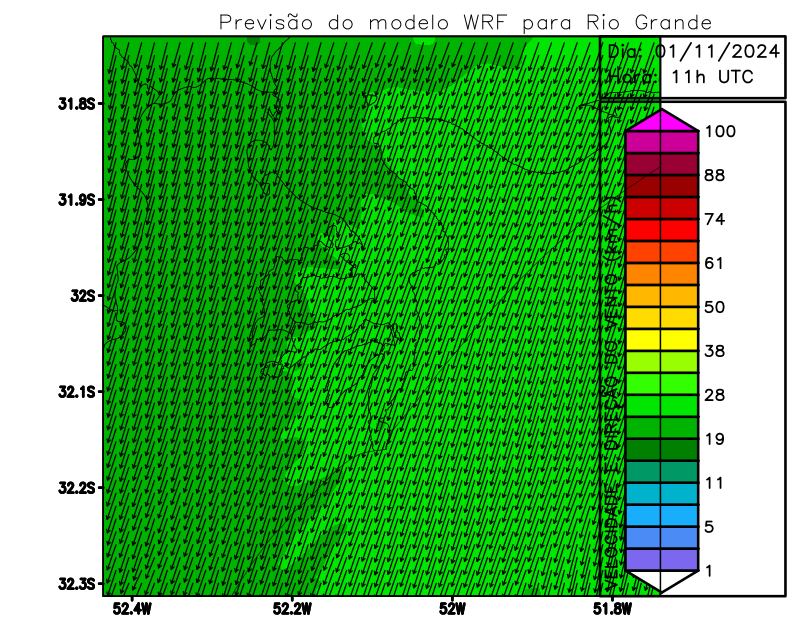 Previsão do modelo WRF para Rio Grande
Dia: 01/11/2024
Hora: 11h UTC
31.8S
31.9S
32S
32.1S
32.2S
32.3S
52.4W
52.2W
52W
51.8W
VELOCIDADE E DIREÇÃO DO VENTO (km/h)
100
88
74
61
50
38
28
19
11
5
1